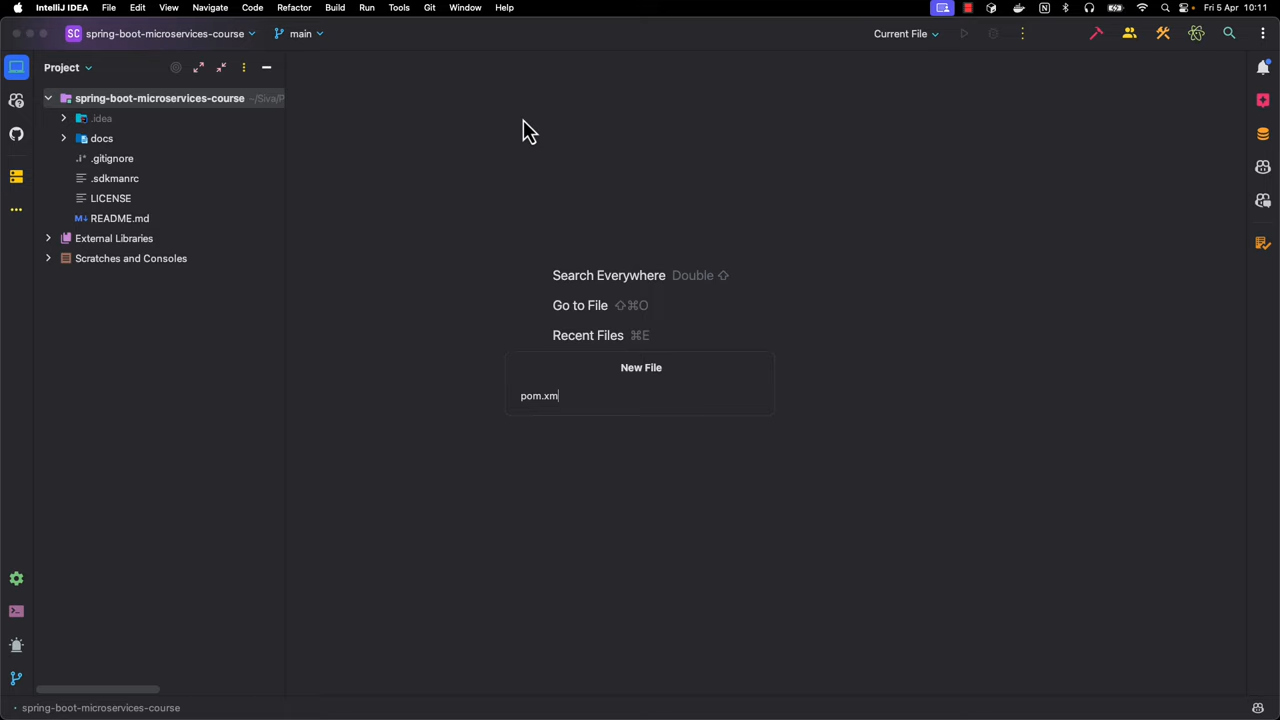 IntelliJ IDEA File Edit View Navigate Code Refactor Build Run Tools Git Window Help Fri 5 Apr 10:11
SC spring-boot-microservices-course main Current File
Project
spring-boot-microservices-course ~/Siva/P
.idea
docs
.gitignore
.sdkmanrc
LICENSE
M↓ README.md
External Libraries
Scratches and Consoles
Search Everywhere Double ⇧
Go to File ⇧⌘O
Recent Files ⌘E
New File
pom.xm
spring-boot-microservices-course